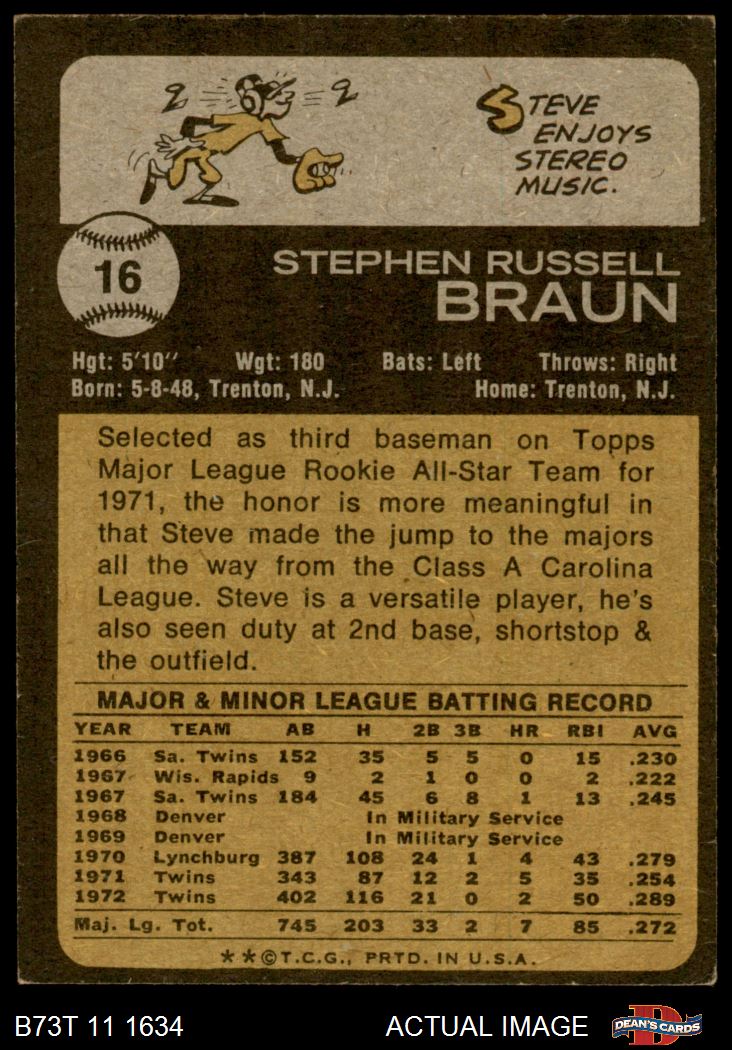 STEVE
ENJOYS
STEREO
MUSIC.
16
STEPHEN RUSSELL
BRAUN
Hgt: 5'10" Wgt: 180 Bats: Left Throws: Right
Born: 5-8-48, Trenton, N.J. Home: Trenton, N.J.
Selected as third baseman on Topps
Major League Rookie All-Star Team for
1971, the honor is more meaningful in
that Steve made the jump to the majors
all the way from the Class A Carolina
League. Steve is a versatile player, he's
also seen duty at 2nd base, shortstop &
the outfield.
MAJOR & MINOR LEAGUE BATTING RECORD
YEAR TEAM AB H 2B 3B HR RBI AVG
1966 Sa. Twins 152 35 5 5 0 15 .230
1967 Wis. Rapids 9 2 1 0 0 2 .222
1967 Sa. Twins 184 45 6 8 1 13 .245
1968 Denver In Military Service
1969 Denver In Military Service
1970 Lynchburg 387 108 24 1 4 43 .279
1971 Twins 343 87 12 2 5 35 .254
1972 Twins 402 116 21 0 2 50 .289
Maj. Lg. Tot. 745 203 33 2 7 85 .272
**©T.C.G., PRTD. IN U.S.A.
B73T 11 1634 ACTUAL IMAGE
D
DEAN'S CARDS